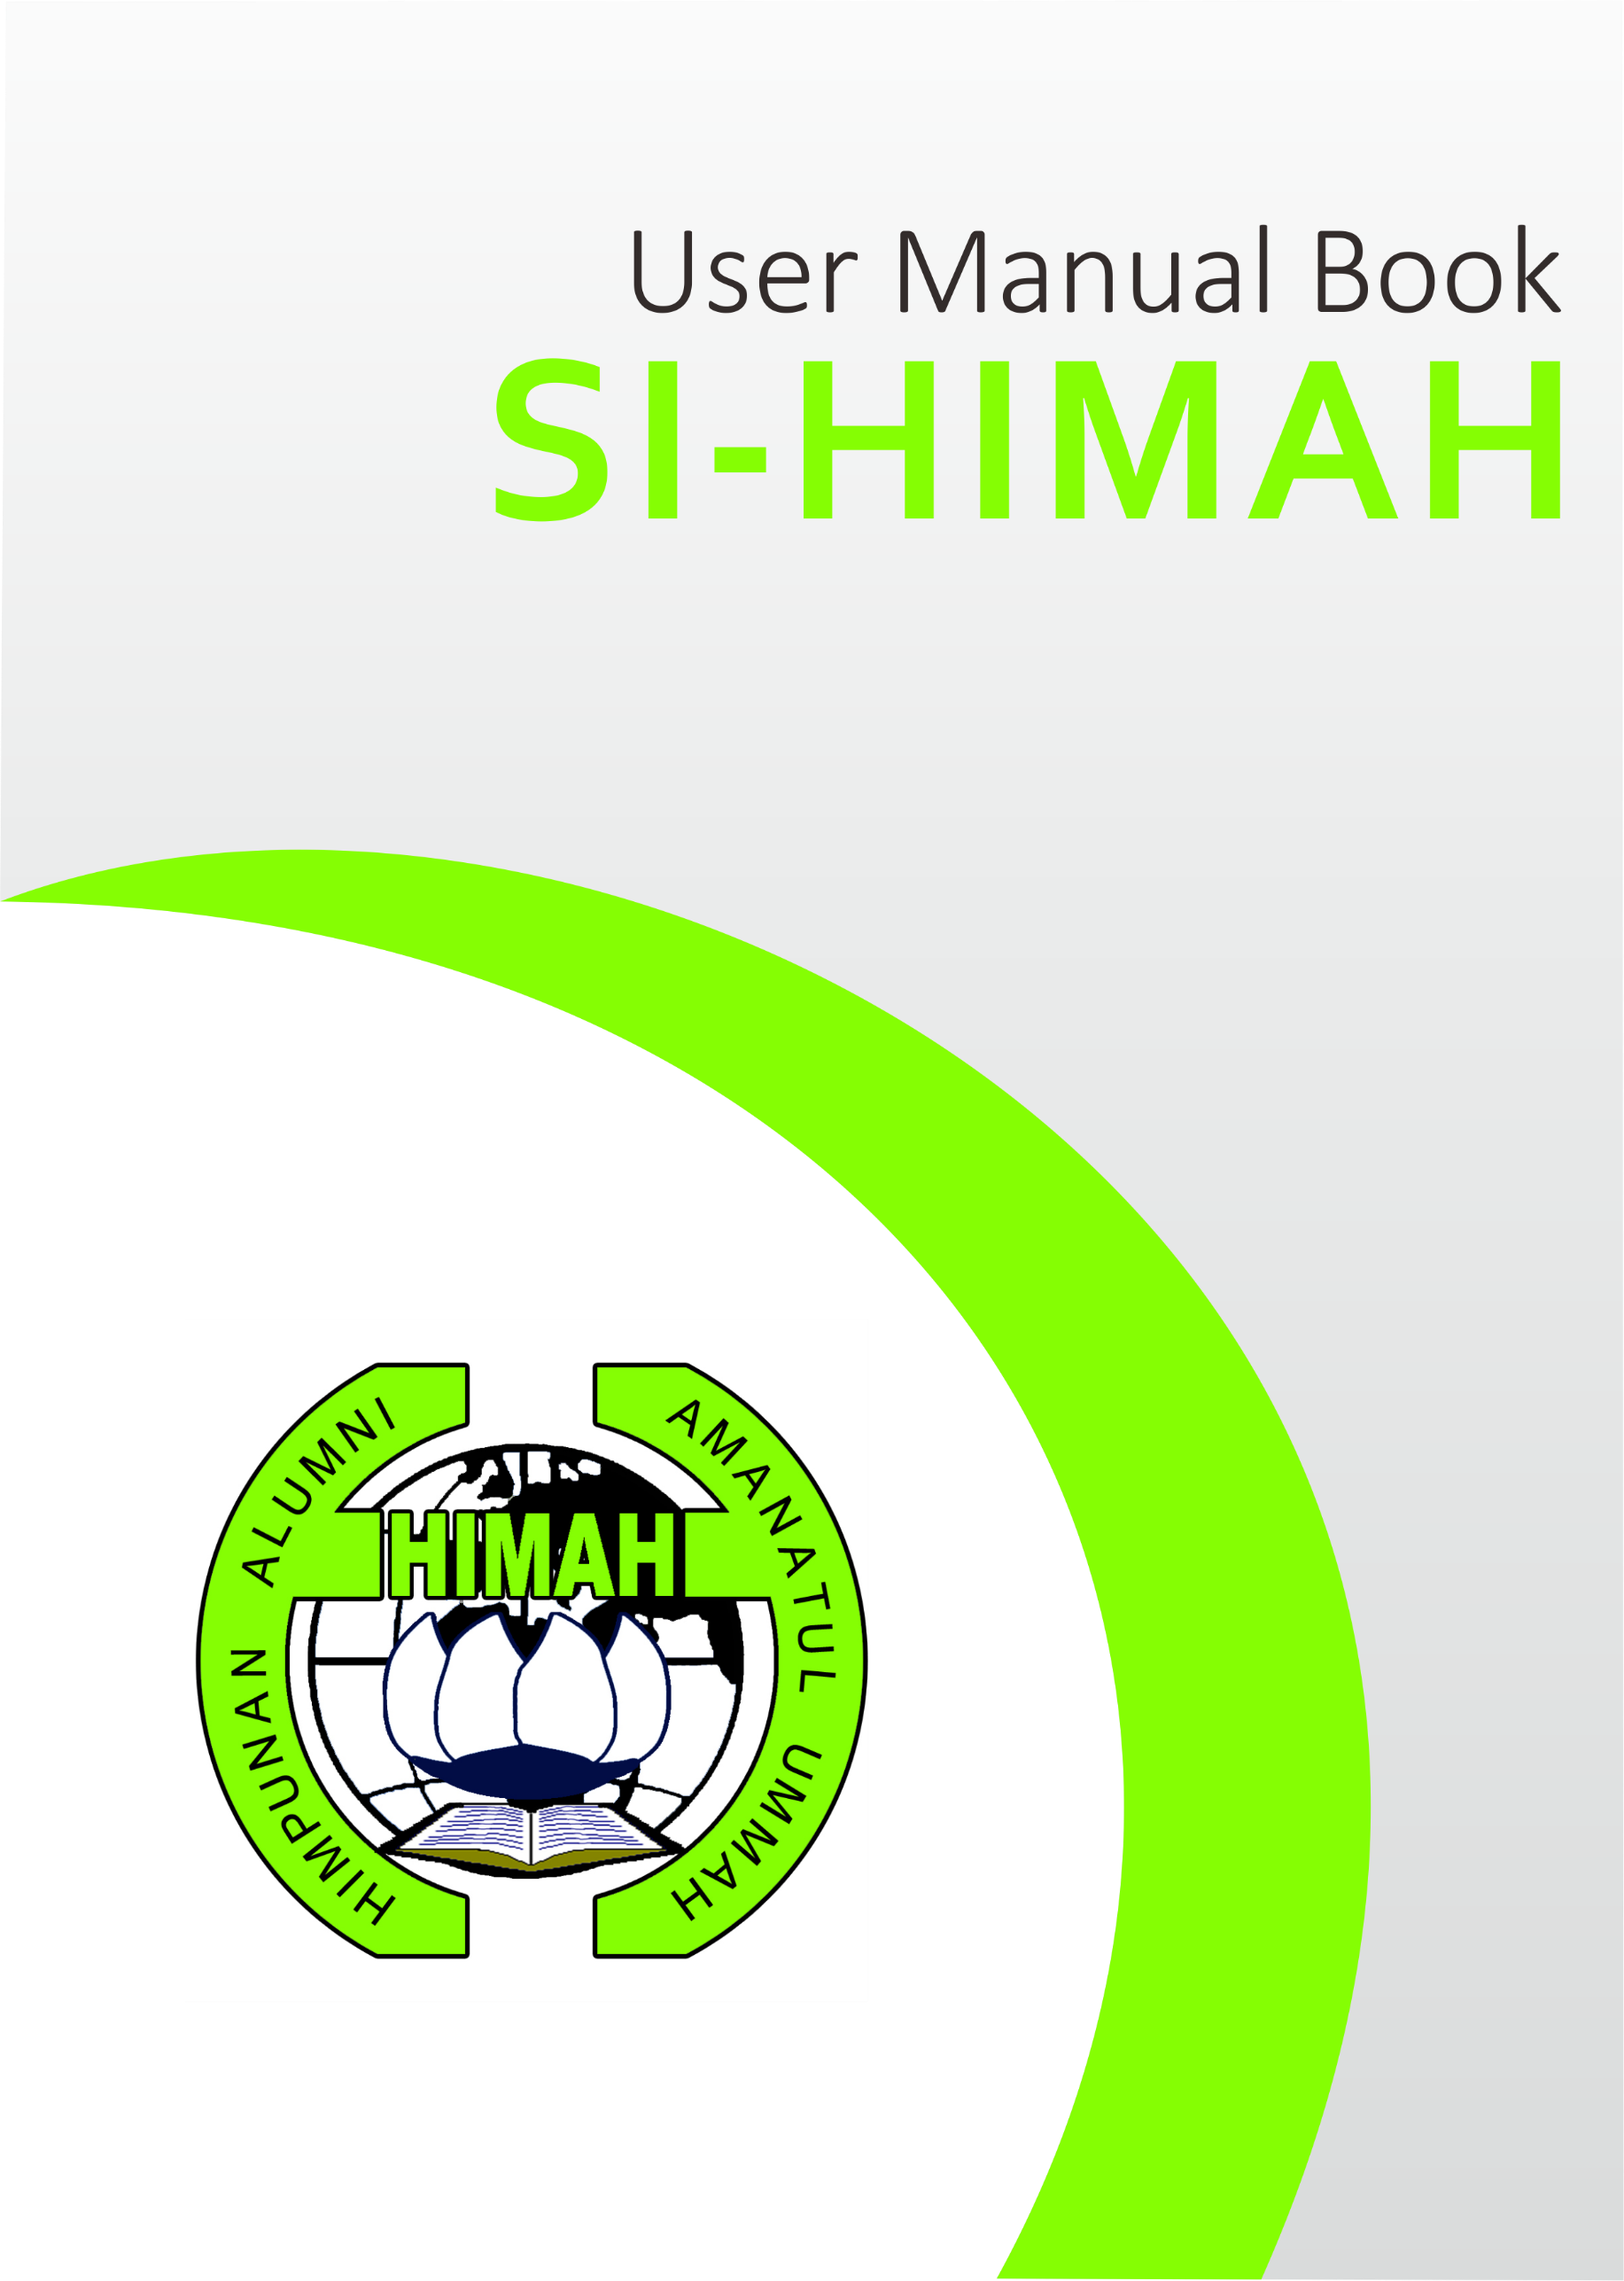 User Manual Book
SI-HIMAH
HIMPUNAN ALUMNI
AMANATUL UMMAH
HIMAH